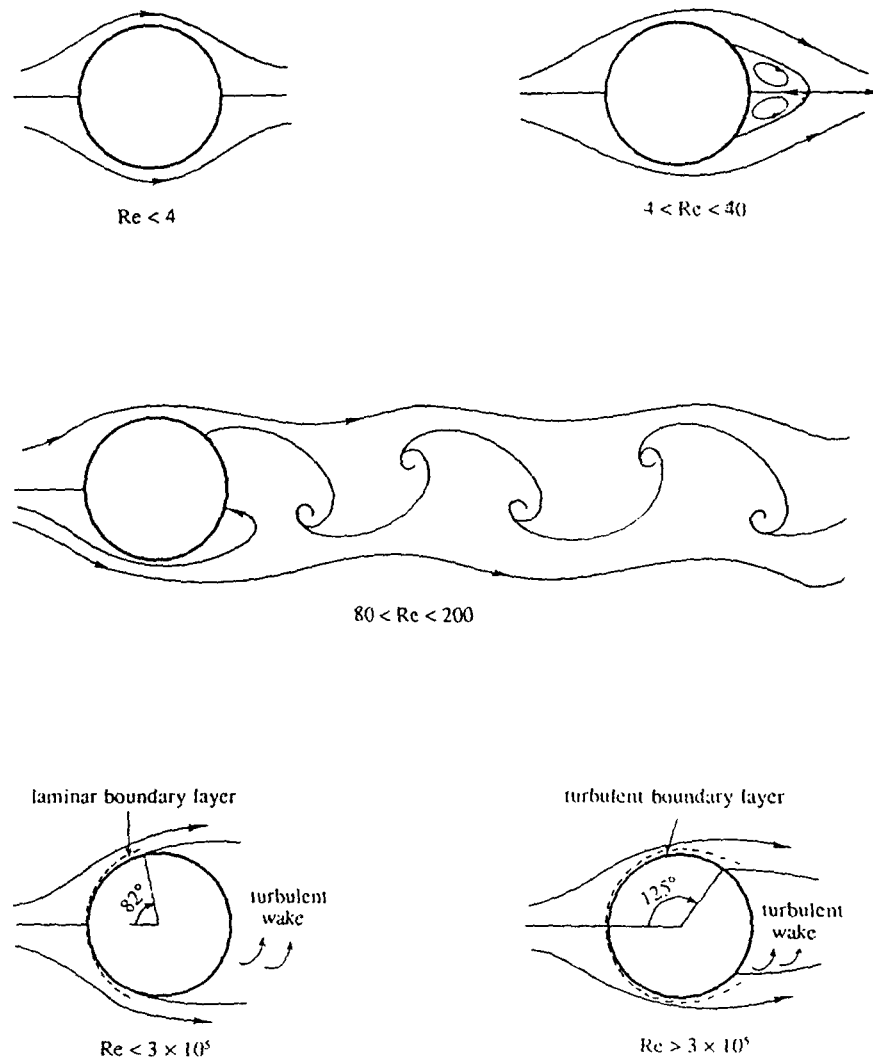 Re < 4
4 < Re < 40
80 < Re < 200
laminar boundary layer
82°
turbulent
wake
Re < 3 × 10⁵
turbulent boundary layer
125°
turbulent
wake
Re > 3 × 10⁵